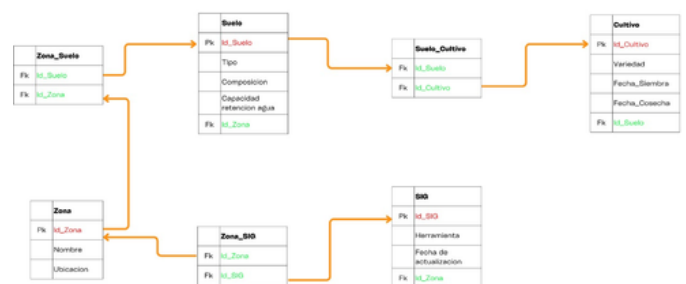 Zona_Suelo
Fk Id_Suelo
Fk Id_Zona
Suelo
Pk Id_Suelo
Tipo
Composicion
Capacidad
retencion agua
Fk Id_Zona
Suelo_Cultivo
Fk Id_Suelo
Fk Id_Cultivo
Cultivo
Pk Id_Cultivo
Variedad
Fecha_Siembra
Fecha_Cosecha
Fk Id_Suelo
Zona
Pk Id_Zona
Nombre
Ubicacion
Zona_SIG
Fk Id_Zona
Fk Id_SIG
SIG
Pk Id_SIG
Herramienta
Fecha de
actualizacion
Fk Id_Zona